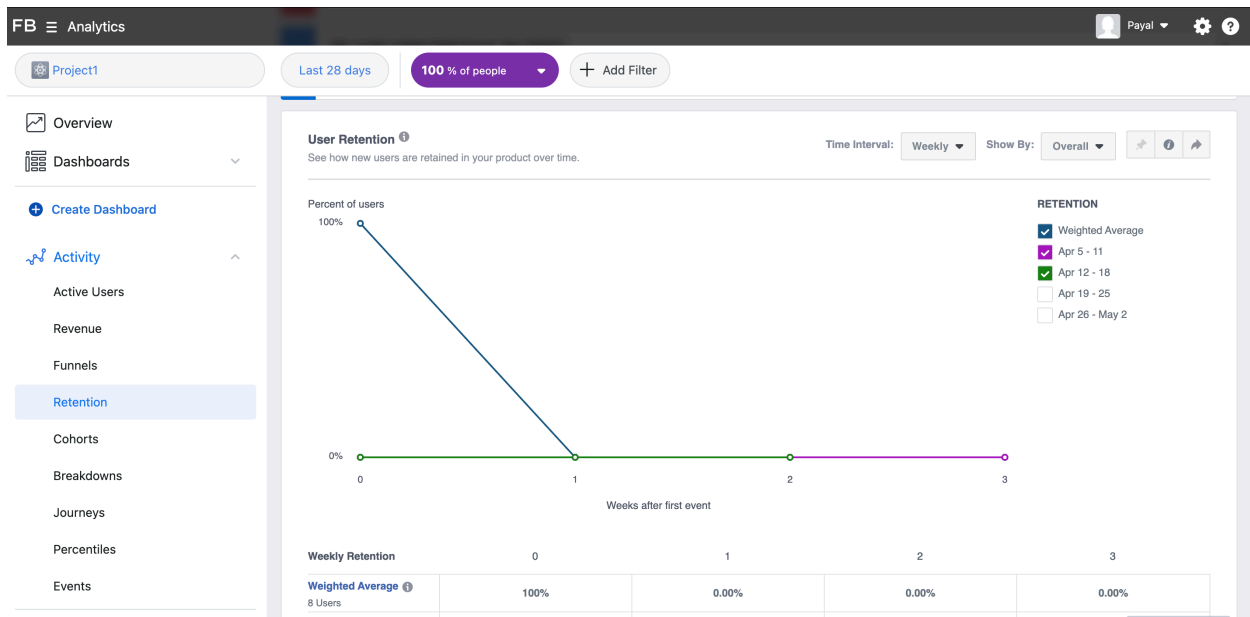 FB Analytics Payal
Project1 Last 28 days 100 % of people Add Filter
Overview
Dashboards
Create Dashboard
Activity
Active Users
Revenue
Funnels
Retention
Cohorts
Breakdowns
Journeys
Percentiles
Events
User Retention
See how new users are retained in your product over time.
Time Interval: Weekly Show By: Overall
Percent of users
100%
0%
0 1 2 3
Weeks after first event
RETENTION
Weighted Average
Apr 5 - 11
Apr 12 - 18
Apr 19 - 25
Apr 26 - May 2
Weekly Retention 0 1 2 3
Weighted Average 100% 0.00% 0.00% 0.00%
8 Users